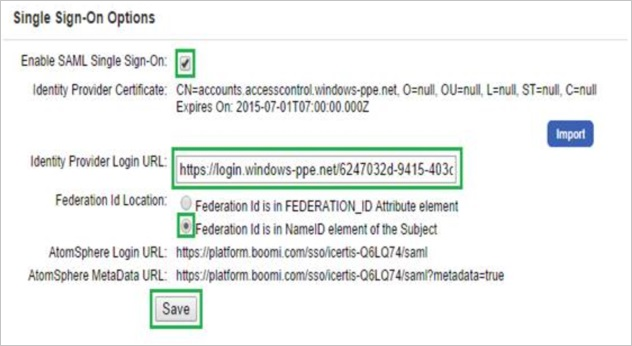 Single Sign-On Options
Enable SAML Single Sign-On:
Identity Provider Certificate: CN=accounts.accesscontrol.windows-ppe.net, O=null, OU=null, L=null, ST=null, C=null
Expires On: 2015-07-01T07:00:00.000Z
Import
Identity Provider Login URL: https://login.windows-ppe.net/6247032d-9415-403c
Federation Id Location: Federation Id is in FEDERATION_ID Attribute element
Federation Id is in NameID element of the Subject
AtomSphere Login URL: https://platform.boomi.com/sso/icertis-Q6LQ74/saml
AtomSphere MetaData URL: https://platform.boomi.com/sso/icertis-Q6LQ74/saml?metadata=true
Save